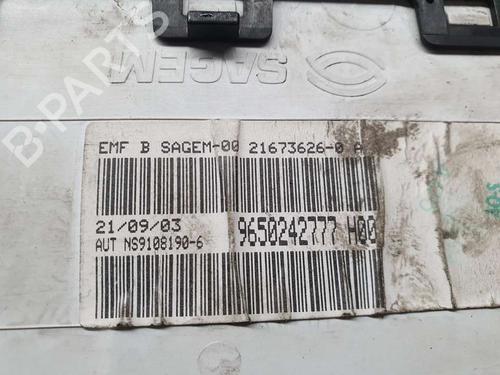 SAGEM
B-PARTS
EMF B SAGEM-00 21673626-0 A
21/09/03
9650242777 H00
AUT NS9108190-6